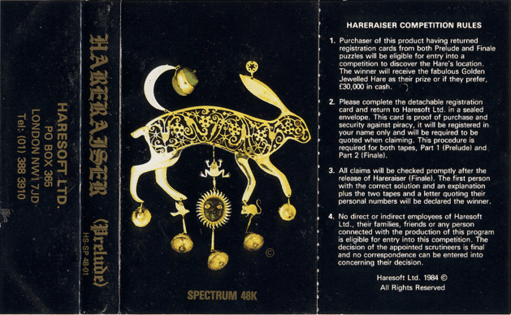 HARESOFT LTD.
PO BOX 365
LONDON NW1 7JD
Tel: (01) 388 3910
HARERAISER (Prelude)
HS-SP 48-01
©
SPECTRUM 48K
HARERAISER COMPETITION RULES
1. Purchaser of this product having returned
registration cards from both Prelude and Finale
puzzles will be eligible for entry into a
competition to discover the Hare's location.
The winner will receive the fabulous Golden
Jewelled Hare as their prize or if they prefer,
£30,000 in cash.
2. Please complete the detachable registration
card and return to Haresoft Ltd. in a sealed
envelope. This card is proof of purchase and
security against piracy, it will be registered in
your name only and will be required to be
quoted when claiming. This procedure is
required for both tapes, Part 1 (Prelude) and
Part 2 (Finale).
3. All claims will be checked promptly after the
release of Hareraiser (Finale). The first person
with the correct solution and an explanation
plus the two tapes and a letter quoting their
personal numbers will be declared the winner.
4. No direct or indirect employees of Haresoft
Ltd., their families, friends or any person
connected with the production of this program
is eligible for entry into this competition. The
decision of the appointed scrutineers is final
and no correspondence can be entered into
concerning their decision.
Haresoft Ltd. 1984 ©
All Rights Reserved